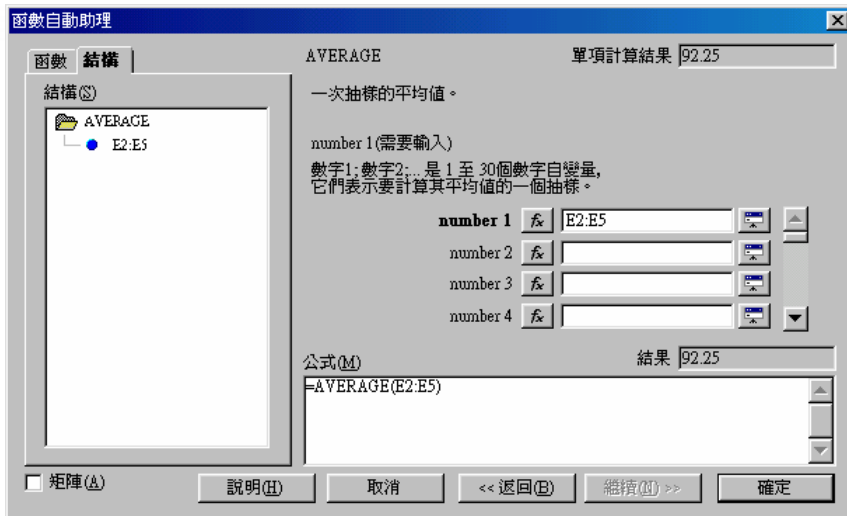 函數自動助理
函數 結構
AVERAGE 單項計算結果 92.25
結構(S)
AVERAGE
E2:E5
一次抽樣的平均值。
number 1(需要輸入)
數字1;數字2;... 是 1 至 30個數字自變量,
它們表示要計算其平均值的一個抽樣。
number 1 fx E2:E5
number 2 fx
number 3 fx
number 4 fx
公式(M) 結果 92.25
=AVERAGE(E2:E5)
矩陣(A) 說明(H) 取消 << 返回(B) 繼續(N) >> 確定